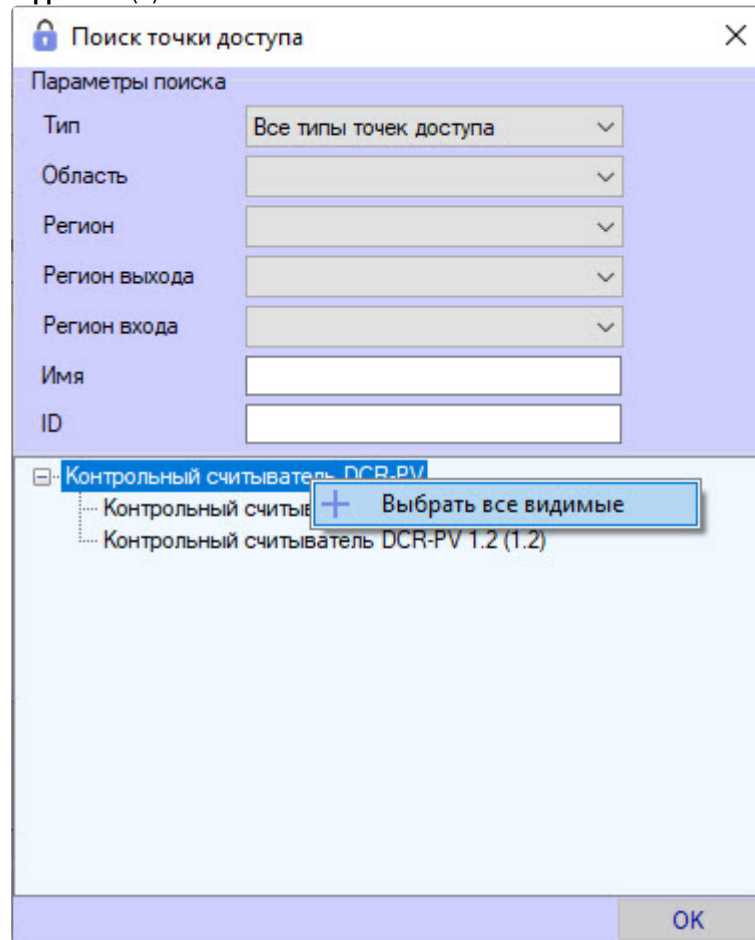 Поиск точки доступа
Параметры поиска
Тип
Все типы точек доступа
Область
Регион
Регион выхода
Регион входа
Имя
ID
Контрольный считыватель DCR-PV
Контрольный
Выбрать все видимые
Контрольный считыватель DCR-PV 1.2 (1.2)
OK